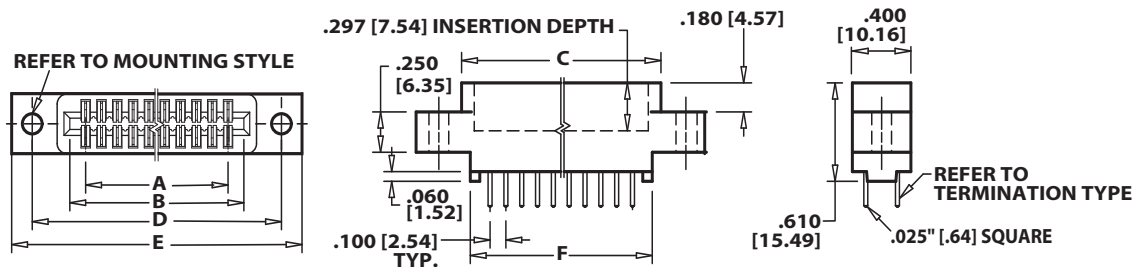 REFER TO MOUNTING STYLE
A
B
D
E
.297 [7.54] INSERTION DEPTH
.180 [4.57]
C
.250
[6.35]
.060
[1.52]
.100 [2.54]
TYP.
F
.400
[10.16]
REFER TO
TERMINATION TYPE
.610
[15.49]
.025" [.64] SQUARE